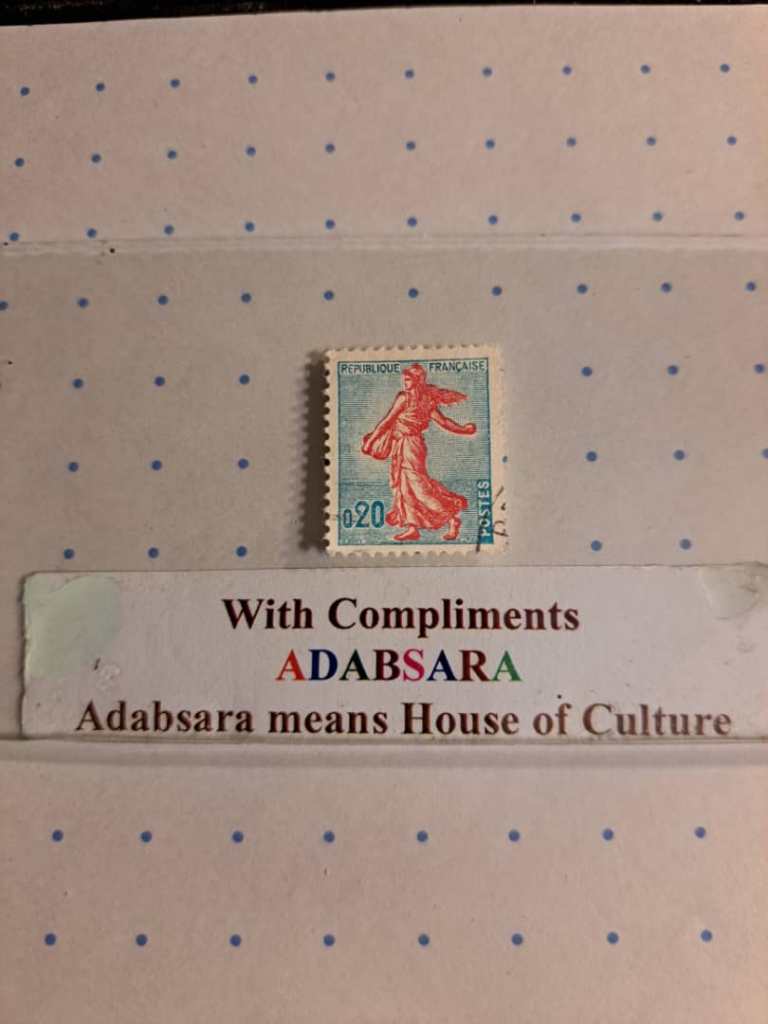 REPUBLIQUE FRANÇAISE
0,20
POSTES
With Compliments
ADABSARA
Adabsara means House of Culture